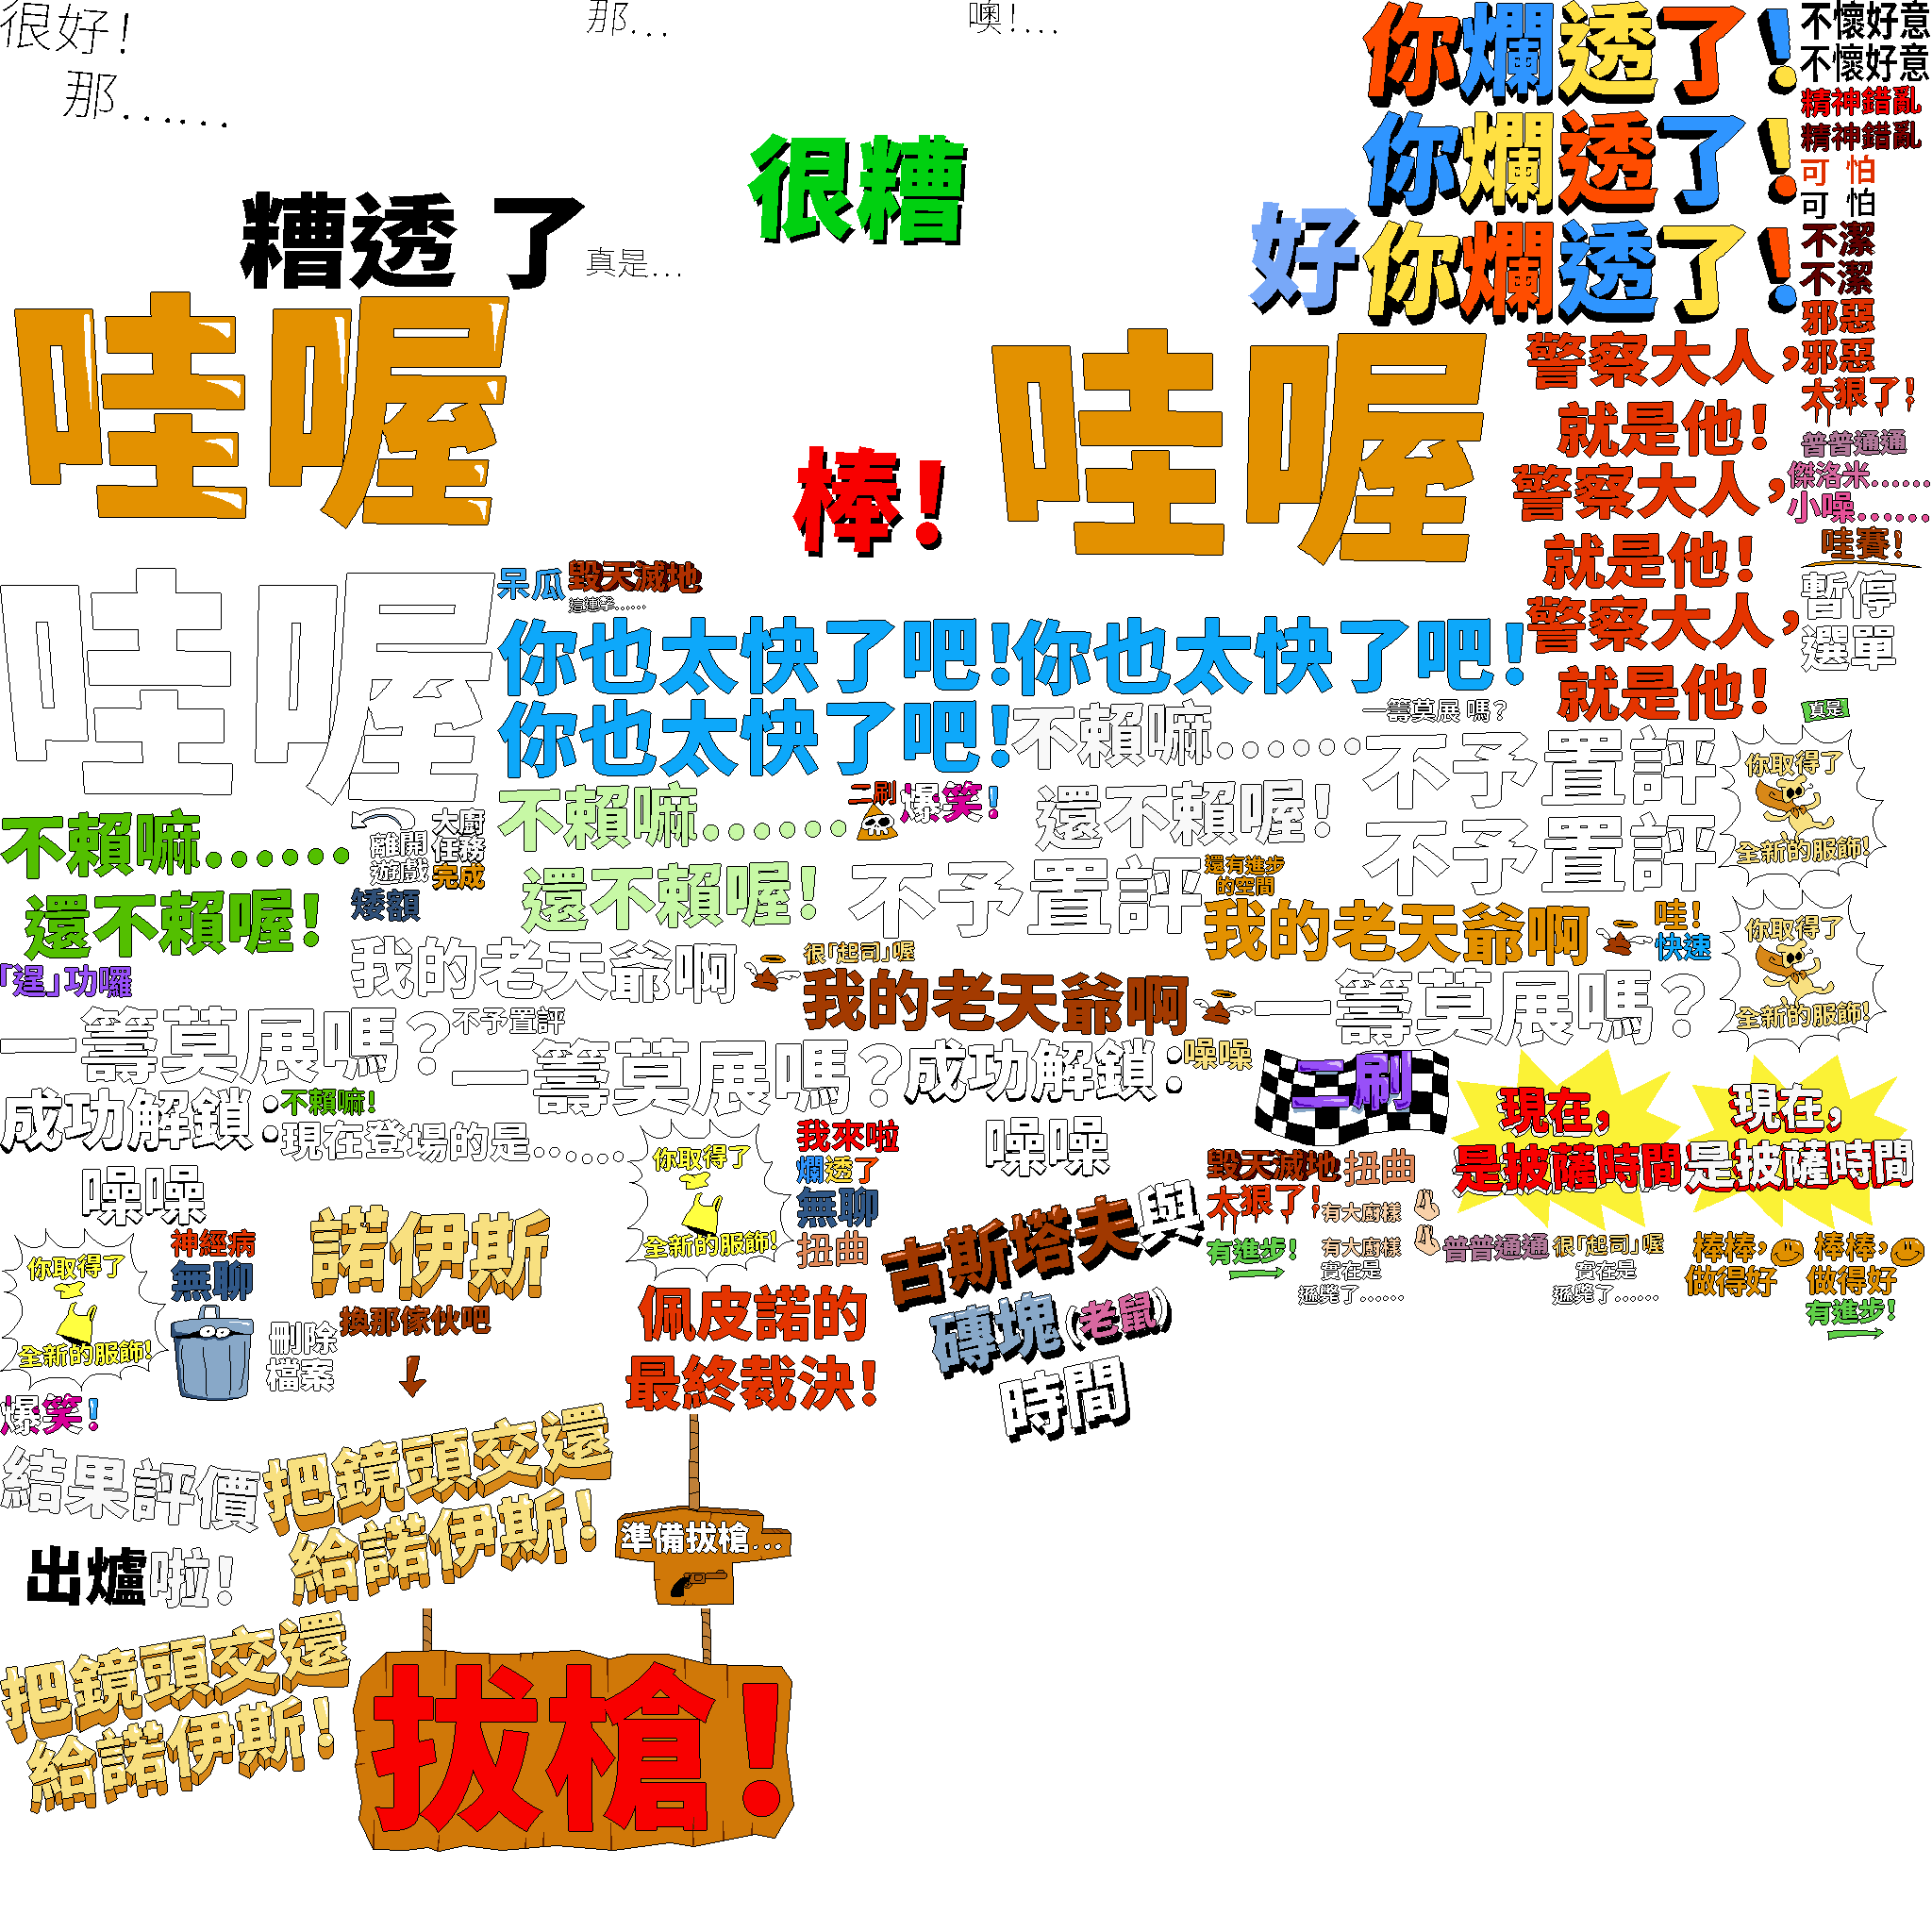 很好！
那……
那…
噢！…
糟透了
真是…
很糟
好
你爛透了！
你爛透了！
你爛透了！
不懷好意
不懷好意
精神錯亂
精神錯亂
可怕
可怕
不潔
不潔
邪惡
邪惡
太狠了！
普普通通
傑洛米……
小噪……
哇賽！
暫停
選單
真是
哇喔
棒！
哇喔
警察大人，
就是他！
警察大人，
就是他！
警察大人，
就是他！
哇喔
呆瓜
毀天滅地
這連擊……
你也太快了吧！
你也太快了吧！
你也太快了吧！
不賴嘛……
一籌莫展 嗎？
不予置評
不予置評
你取得了
全新的服飾！
不賴嘛……
還不賴喔！
離開
遊戲
大廚
任務
完成
矮額
不賴嘛……
二刷
爆笑！
還不賴喔！
還不賴喔！
不予置評
還有進步
的空間
我的老天爺啊
哇！
快速
你取得了
全新的服飾！
「逞」功囉
我的老天爺啊
很「起司」喔
我的老天爺啊
一籌莫展嗎？
一籌莫展嗎？
不予置評
一籌莫展嗎？
成功解鎖：
噪噪
噪噪
二刷
現在，
是披薩時間
現在，
是披薩時間
成功解鎖：
噪噪
不賴嘛！
現在登場的是……
你取得了
全新的服飾！
我來啦
爛透了
無聊
扭曲
毀天滅地
扭曲
太狠了！
有大廚樣
有進步！
有大廚樣
實在是
遜斃了……
普普通通
很「起司」喔
實在是
遜斃了……
棒棒，
做得好
棒棒，
做得好
有進步！
你取得了
全新的服飾！
神經病
無聊
刪除
檔案
諾伊斯
換那傢伙吧
佩皮諾的
最終裁決！
古斯塔夫與
磚塊（老鼠）
時間
爆笑！
結果評價
出爐啦！
把鏡頭交還
給諾伊斯！
準備拔槍…
把鏡頭交還
給諾伊斯！
拔槍！